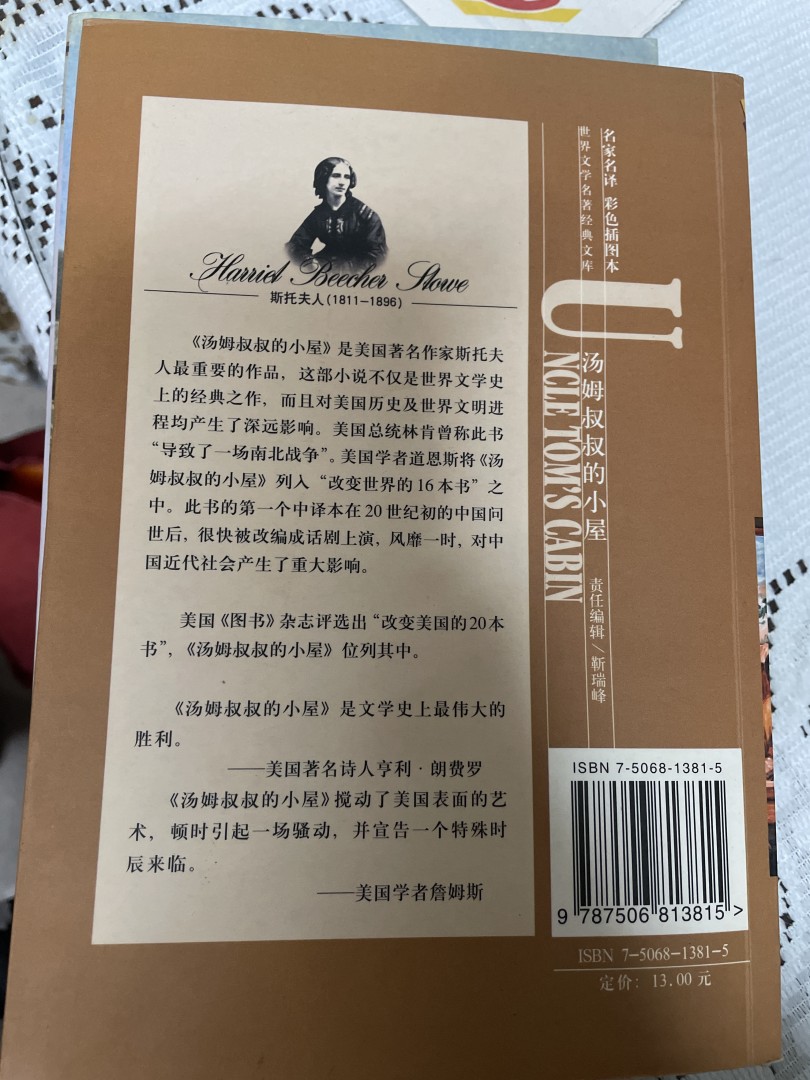 Harriet Beecher Stowe
斯托夫人(1811-1896)
《汤姆叔叔的小屋》是美国著名作家斯托夫
人最重要的作品，这部小说不仅是世界文学史
上的经典之作，而且对美国历史及世界文明进
程均产生了深远影响。美国总统林肯曾称此书
“导致了一场南北战争”。美国学者道恩斯将《汤
姆叔叔的小屋》列入“改变世界的16本书”之
中。此书的第一个中译本在20世纪初的中国问
世后，很快被改编成话剧上演，风靡一时，对中
国近代社会产生了重大影响。
美国《图书》杂志评选出“改变美国的20本
书”，《汤姆叔叔的小屋》位列其中。
《汤姆叔叔的小屋》是文学史上最伟大的
胜利。
——美国著名诗人亨利·朗费罗
《汤姆叔叔的小屋》搅动了美国表面的艺
术，顿时引起一场骚动，并宣告一个特殊时
辰来临。
——美国学者詹姆斯
名家名译 彩色插图本
世界文学名著经典文库
UNCLE TOM'S CABIN
汤姆叔叔的小屋
责任编辑／靳瑞峰
ISBN 7-5068-1381-5
9 787506 813815 >
ISBN 7-5068-1381-5
定价：13.00元